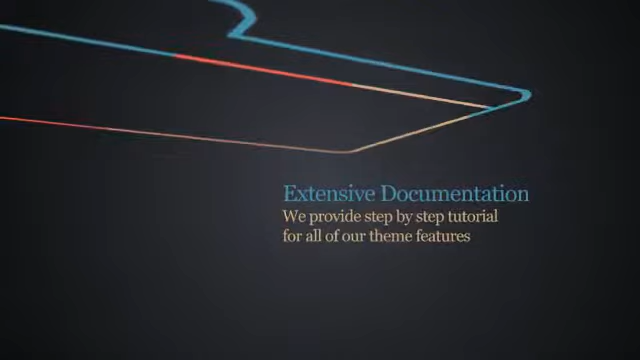 Extensive Documentation
We provide step by step tutorial
for all of our theme features